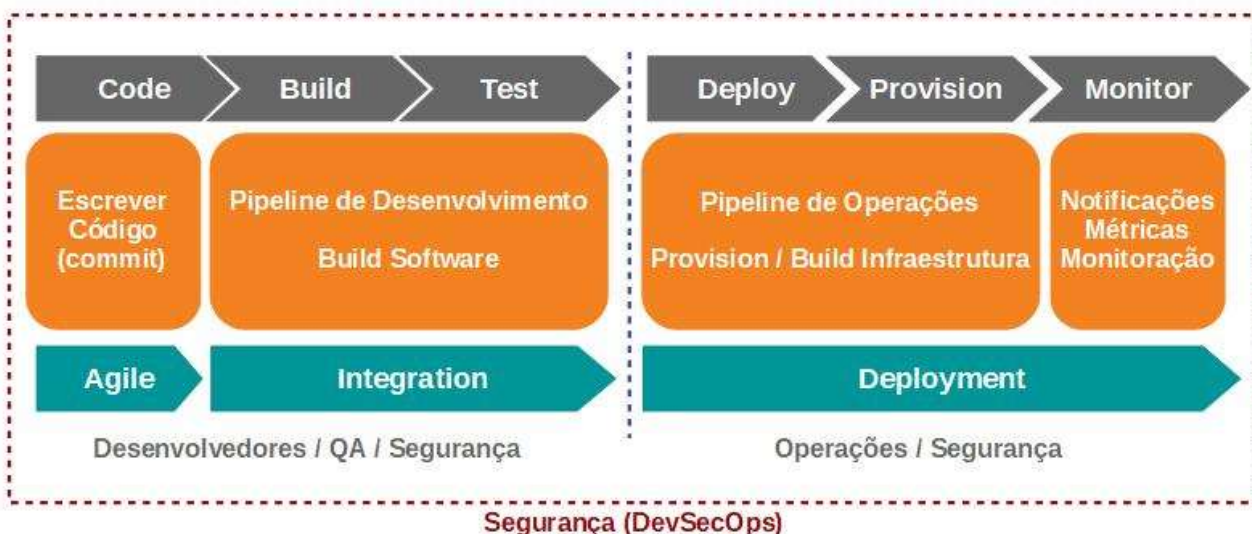 Code Build Test Deploy Provision Monitor
Escrever
Código
(commit)
Pipeline de Desenvolvimento
Build Software
Pipeline de Operações
Provision / Build Infraestrutura
Notificações
Métricas
Monitoração
Agile Integration Deployment
Desenvolvedores / QA / Segurança Operações / Segurança
Segurança (DevSecOps)